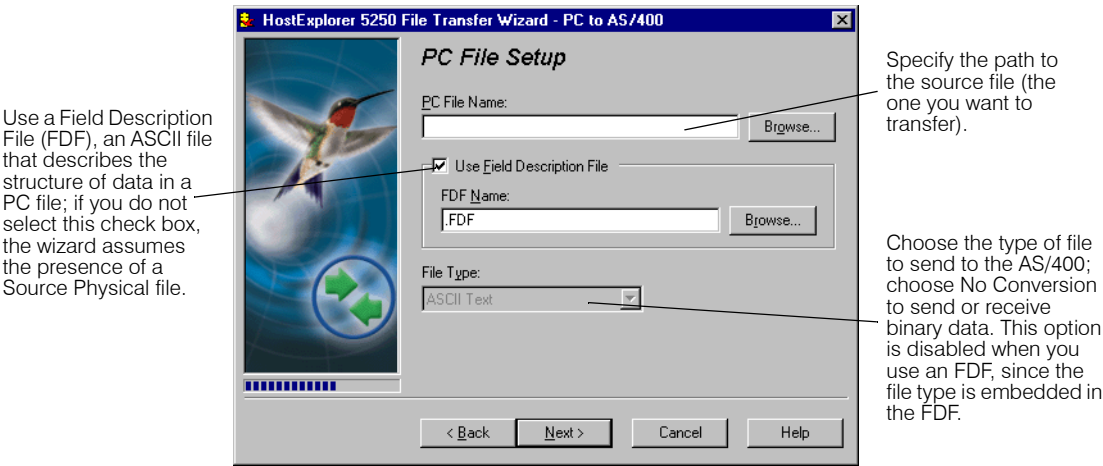 HostExplorer 5250 File Transfer Wizard - PC to AS/400
Use a Field Description
File (FDF), an ASCII file
that describes the
structure of data in a
PC file; if you do not
select this check box,
the wizard assumes
the presence of a
Source Physical file.
PC File Setup
PC File Name:
Browse...
Use Field Description File
FDF Name:
.FDF
Browse...
File Type:
ASCII Text
< Back
Next >
Cancel
Help
Specify the path to
the source file (the
one you want to
transfer).
Choose the type of file
to send to the AS/400;
choose No Conversion
to send or receive
binary data. This option
is disabled when you
use an FDF, since the
file type is embedded in
the FDF.